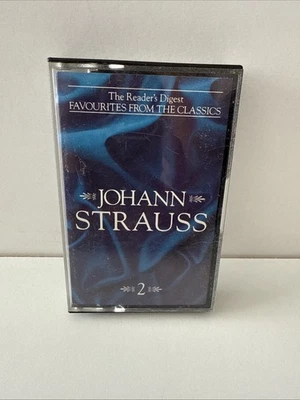 The Reader's Digest
FAVOURITES FROM THE CLASSICS
JOHANN
STRAUSS
2